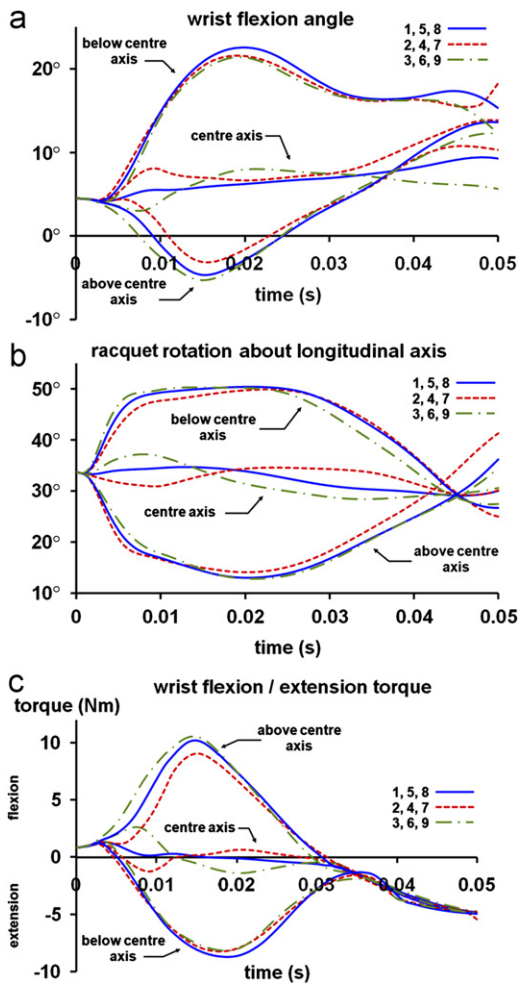 a
wrist flexion angle
1, 5, 8
2, 4, 7
3, 6, 9
below centre
axis
centre axis
above centre
axis
20°
10°
0°
-10°
0.01
0.02
0.03
0.04
0.05
time (s)
b
racquet rotation about longitudinal axis
1, 5, 8
2, 4, 7
3, 6, 9
below centre
axis
centre axis
above centre
axis
50°
40°
30°
20°
10°
0
0.01
0.02
0.03
0.04
0.05
time (s)
c
wrist flexion / extension torque
torque (Nm)
above centre
axis
1, 5, 8
2, 4, 7
3, 6, 9
centre axis
below centre
axis
flexion
extension
10
5
0
-5
-10
0
0.01
0.02
0.03
0.04
0.05
time (s)